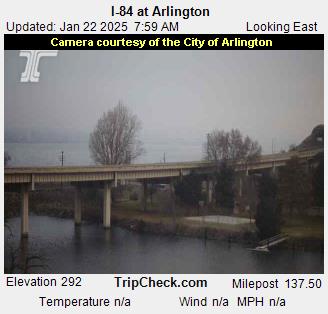 I-84 at Arlington
Updated: Jan 22 2025 7:59 AM Looking East
Camera courtesy of the City of Arlington
Elevation 292 TripCheck.com Milepost 137.50
Temperature n/a Wind n/a MPH n/a